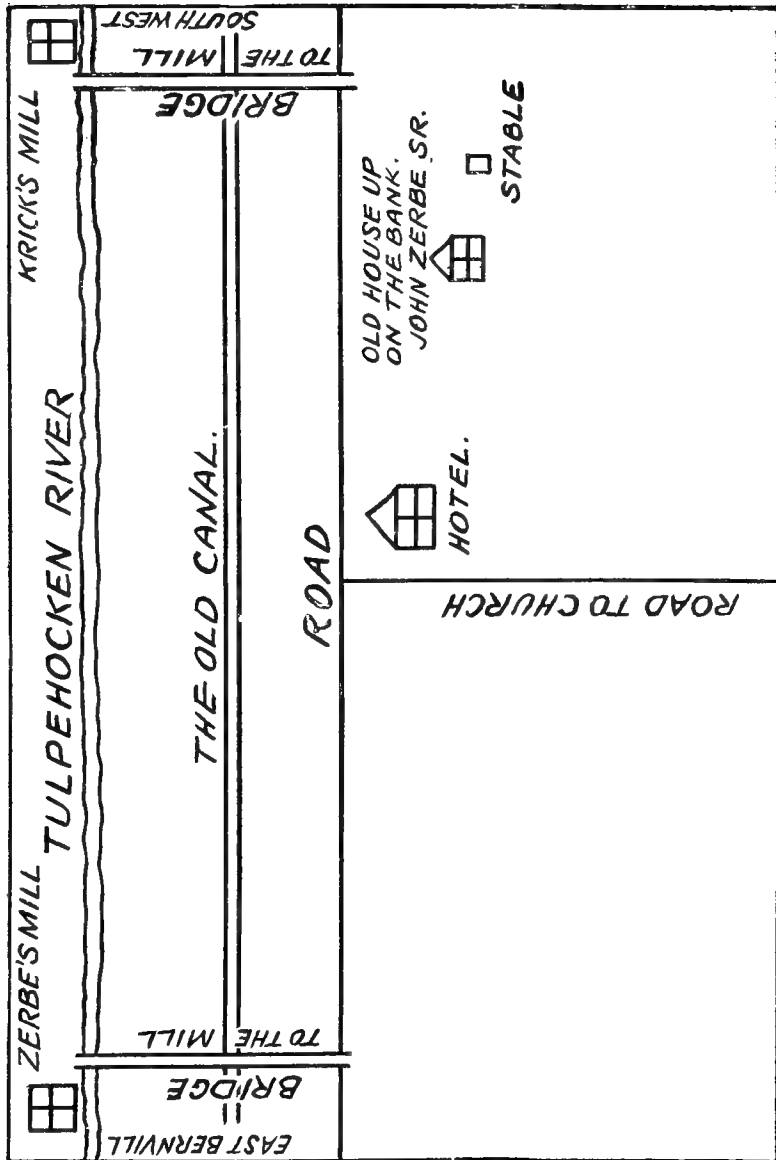 ZERBE'S MILL
KRICK'S MILL
TULPEHOCKEN RIVER
EAST BERNVILL
BRIDGE
TO THE MILL
THE OLD CANAL.
TO THE MILL
BRIDGE
SOUTH WEST
ROAD
ROAD TO CHURCH
HOTEL.
OLD HOUSE UP
ON THE BANK.
JOHN ZERBE SR.
STABLE